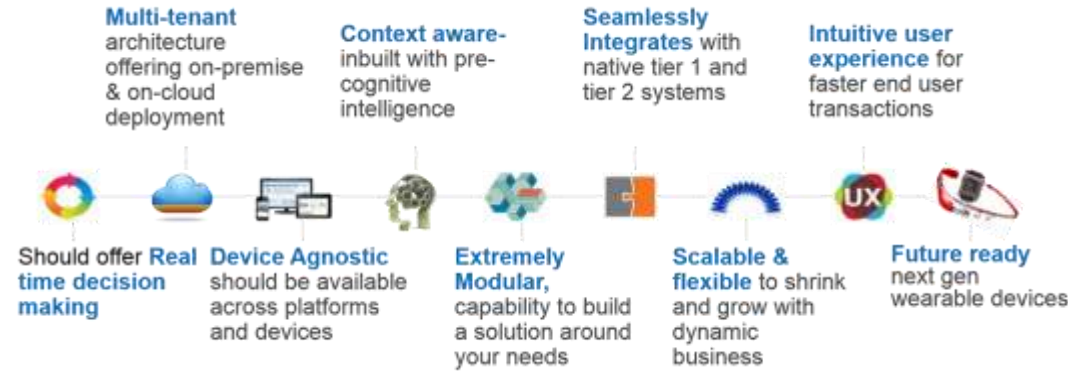 Multi-tenant
architecture
offering on-premise
& on-cloud
deployment
Context aware-
inbuilt with pre-
cognitive
intelligence
Seamlessly
Integrates with
native tier 1 and
tier 2 systems
Intuitive user
experience for
faster end user
transactions
UX
Should offer Real
time decision
making
Device Agnostic
should be available
across platforms
and devices
Extremely
Modular,
capability to build
a solution around
your needs
Scalable &
flexible to shrink
and grow with
dynamic
business
Future ready
next gen
wearable devices